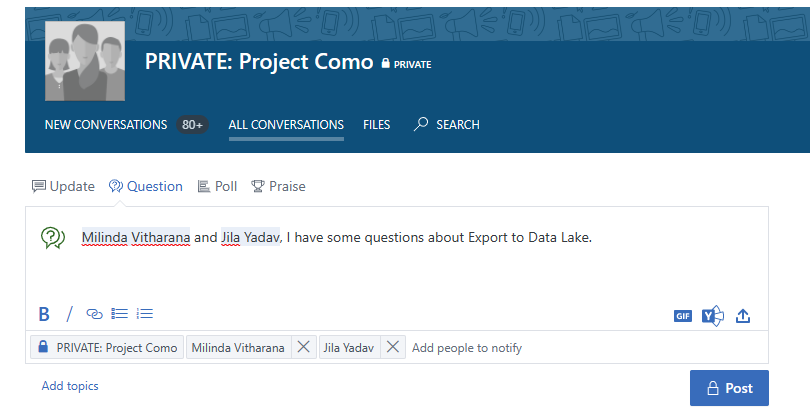 PRIVATE: Project Como PRIVATE
NEW CONVERSATIONS 80+ ALL CONVERSATIONS FILES SEARCH
Update Question Poll Praise
Milinda Vitharana and Jila Yadav, I have some questions about Export to Data Lake.
B I GIF Y
PRIVATE: Project Como Milinda Vitharana Jila Yadav Add people to notify
Add topics Post